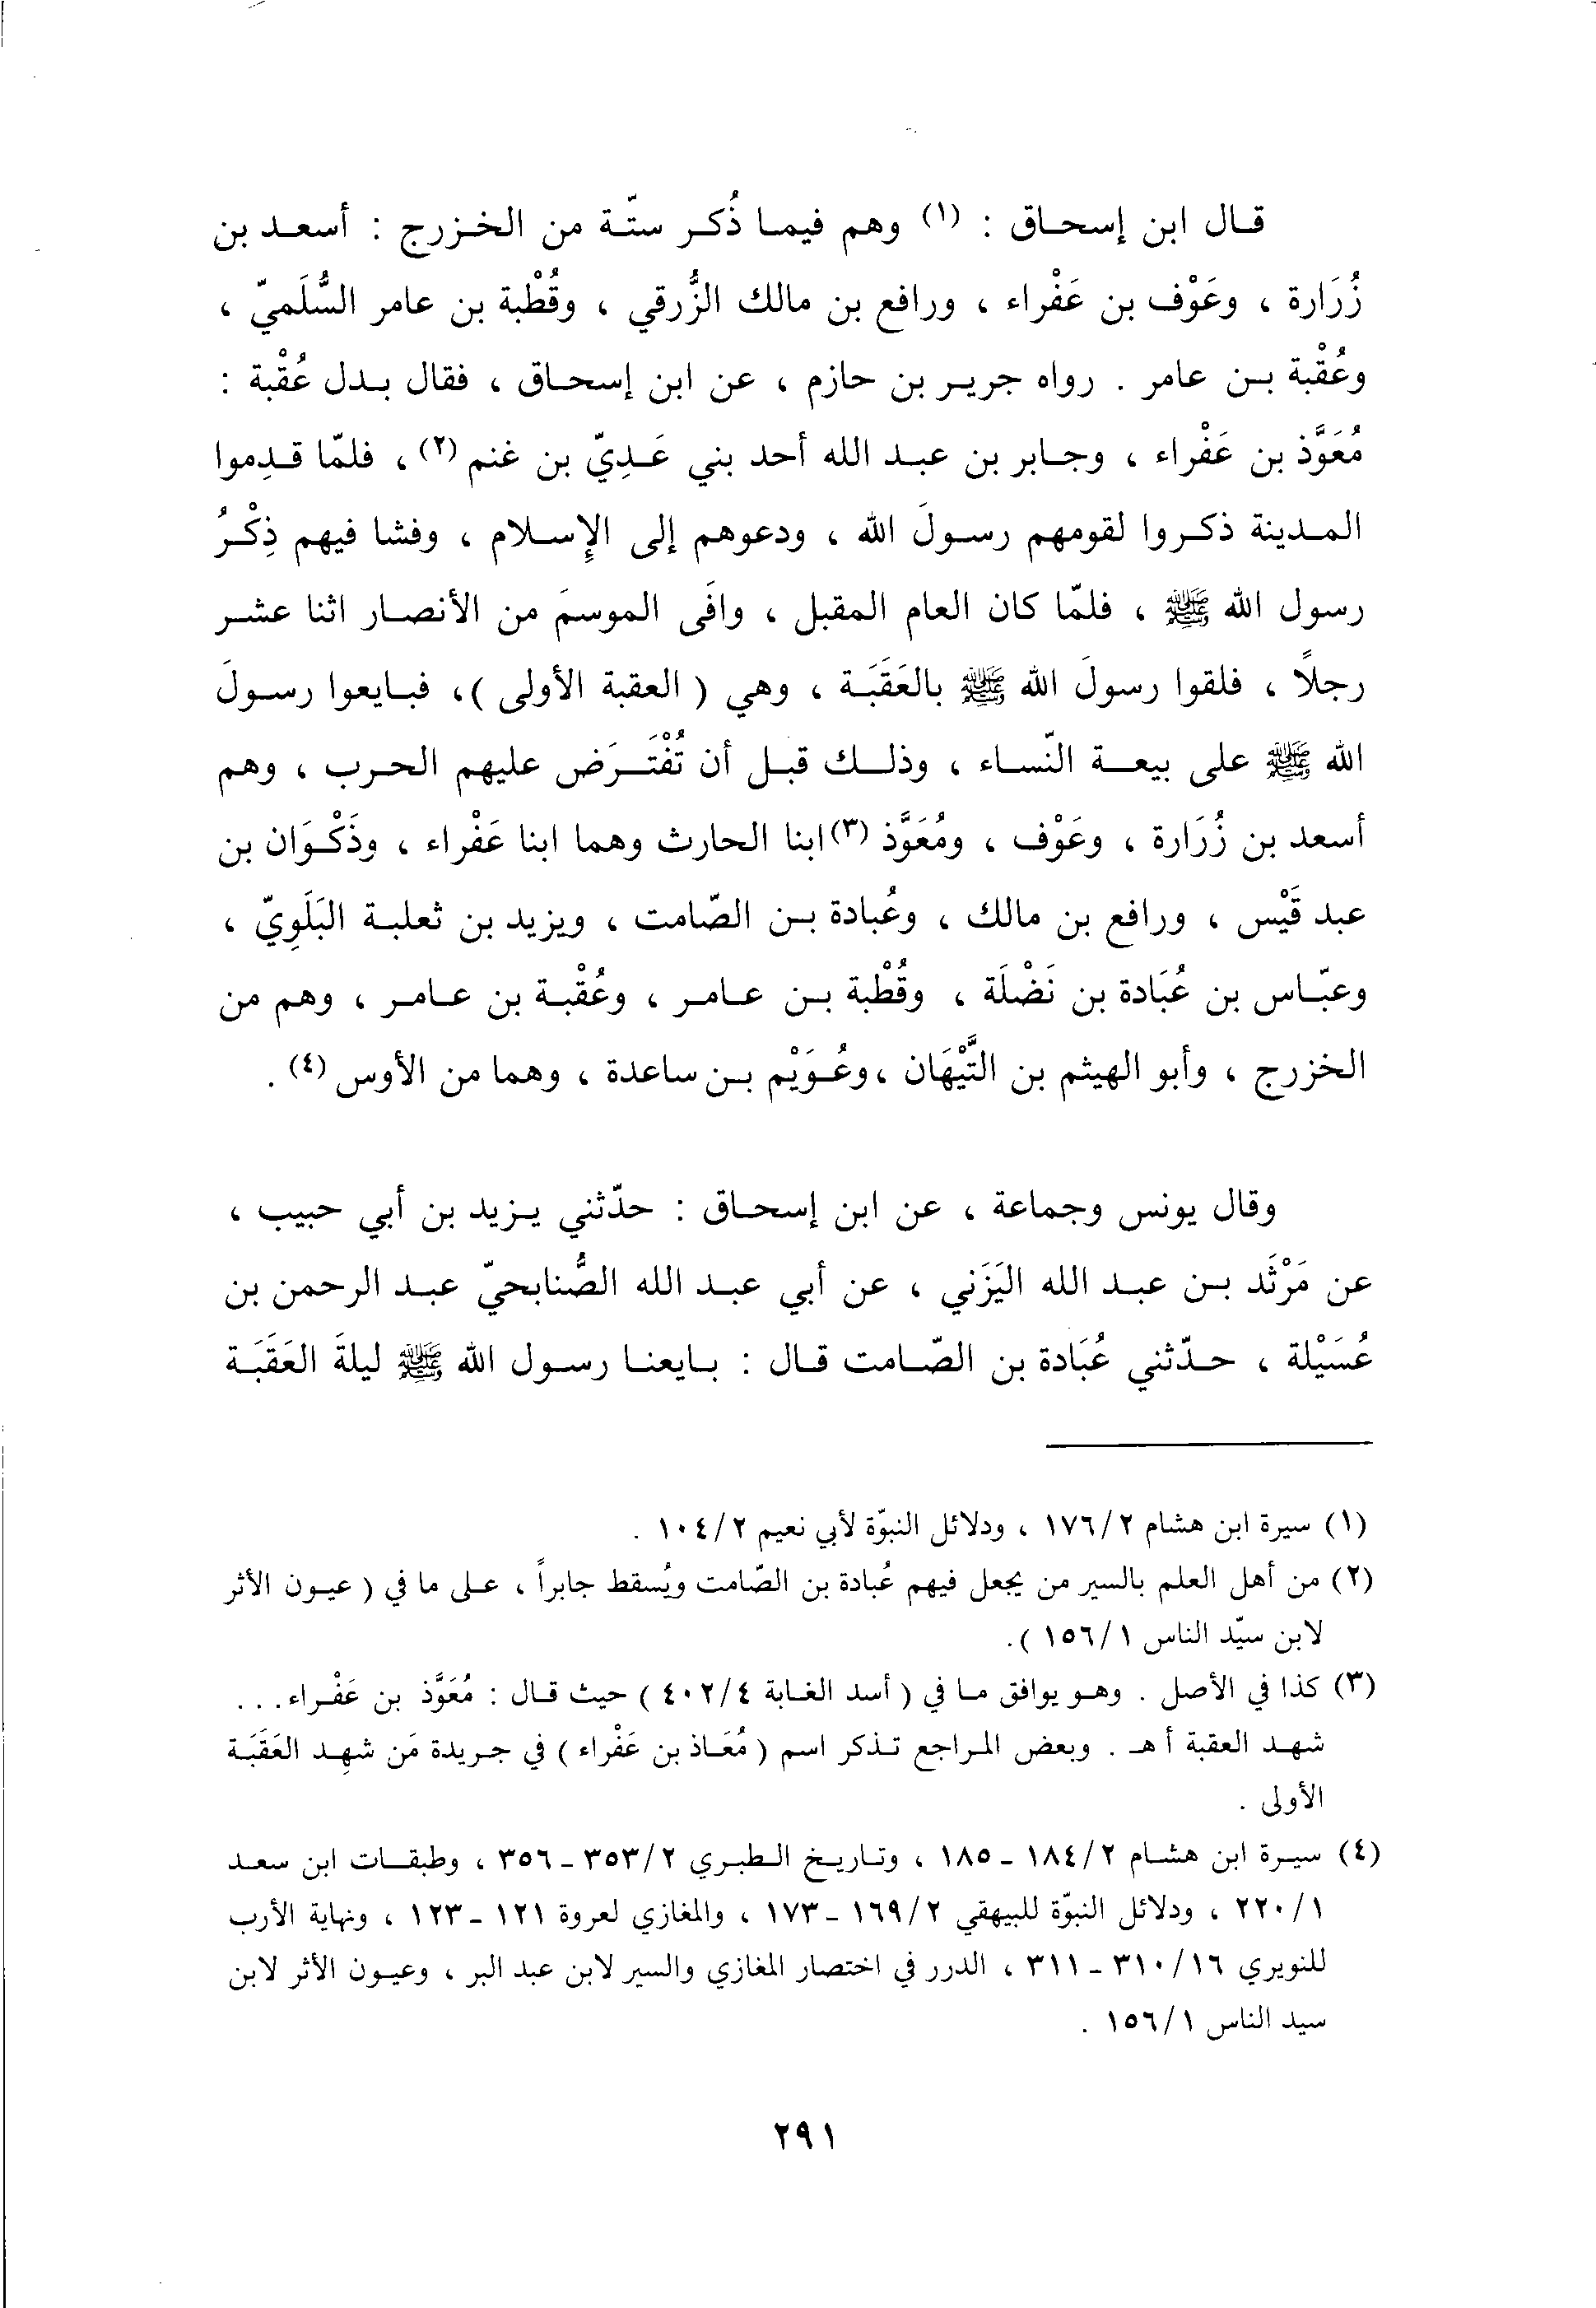 قال ابن إسحاق : (١) وهم فيما ذُكر ستّة من الخزرج : أسعد بن
زُرَارة ، وعَوْف بن عَفْراء ، ورافع بن مالك الزُّرقي ، وقُطْبة بن عامر السُّلَميّ ،
وعُقْبة بن عامر . رواه جرير بن حازم ، عن ابن إسحاق ، فقال بدل عُقْبة :
مُعَوَّذ بن عَفْراء ، وجابر بن عبد الله أحد بني عَدِيّ بن غنم (٢) ، فلمّا قدِموا
المدينة ذكروا لقومهم رسولَ الله ، ودعوهم إلى الإِسلام ، وفشا فيهم ذِكْرُ
رسول الله ﷺ ، فلمّا كان العام المقبل ، وافَى الموسمَ من الأنصار اثنا عشر
رجلاً ، فلقوا رسولَ الله ﷺ بالعَقَبَة ، وهي ( العقبة الأولى )، فبايعوا رسولَ
الله ﷺ على بيعة النّساء ، وذلك قبل أن تُفْتَرَض عليهم الحرب ، وهم
أسعد بن زُرَارة ، وعَوْف ، ومُعَوَّذ (٣) ابنا الحارث وهما ابنا عَفْراء ، وذَكْوَان بن
عبد قَيْس ، ورافع بن مالك ، وعُبادة بن الصّامت ، ويزيد بن ثعلبة البَلَوِيّ ،
وعبّاس بن عُبَادة بن نَضْلَة ، وقُطْبة بن عامر ، وعُقْبة بن عامر ، وهم من
الخزرج ، وأبو الهيثم بن التَّيْهَان ، وعُوَيْم بن ساعدة ، وهما من الأوس (٤) .
وقال يونس وجماعة ، عن ابن إسحاق : حدّثني يزيد بن أبي حبيب ،
عن مَرْثَد بن عبد الله اليَزَني ، عن أبي عبد الله الصُّنابحيّ عبد الرحمن بن
عُسَيْلة ، حدّثني عُبَادة بن الصّامت قال : بايعنا رسول الله ﷺ ليلةَ العَقَبَة
(١) سيرة ابن هشام ٢/ ١٧٦ ، ودلائل النبوّة لأبي نعيم ٢/ ١٠٤ .
(٢) من أهل العلم بالسير من يجعل فيهم عُبادة بن الصّامت ويُسقط جابراً ، على ما في ( عيون الأثر
لابن سيّد الناس ١/ ١٥٦ ).
(٣) كذا في الأصل . وهو يوافق ما في ( أسد الغابة ٤/ ٤٠٢ ) حيث قال : مُعَوَّذ بن عَفْراء...
شهد العقبة أ هـ . وبعض المراجع تذكر اسم ( مُعَاذ بن عَفْراء ) في جريدة مَن شهِد العَقَبَة
الأولى .
(٤) سيرة ابن هشام ٢/ ١٨٤ - ١٨٥ ، وتاريخ الطبري ٢/ ٣٥٣ - ٣٥٦ ، وطبقات ابن سعد
١/ ٢٢٠ ، ودلائل النبوّة للبيهقي ٢/ ١٦٩ - ١٧٣ ، والمغازي لعروة ١٢١ - ١٢٣ ، ونهاية الأرب
للنويري ١٦/ ٣١٠ - ٣١١ ، الدرر في اختصار المغازي والسير لابن عبد البر ، وعيون الأثر لابن
سيد الناس ١/ ١٥٦ .
٢٩١